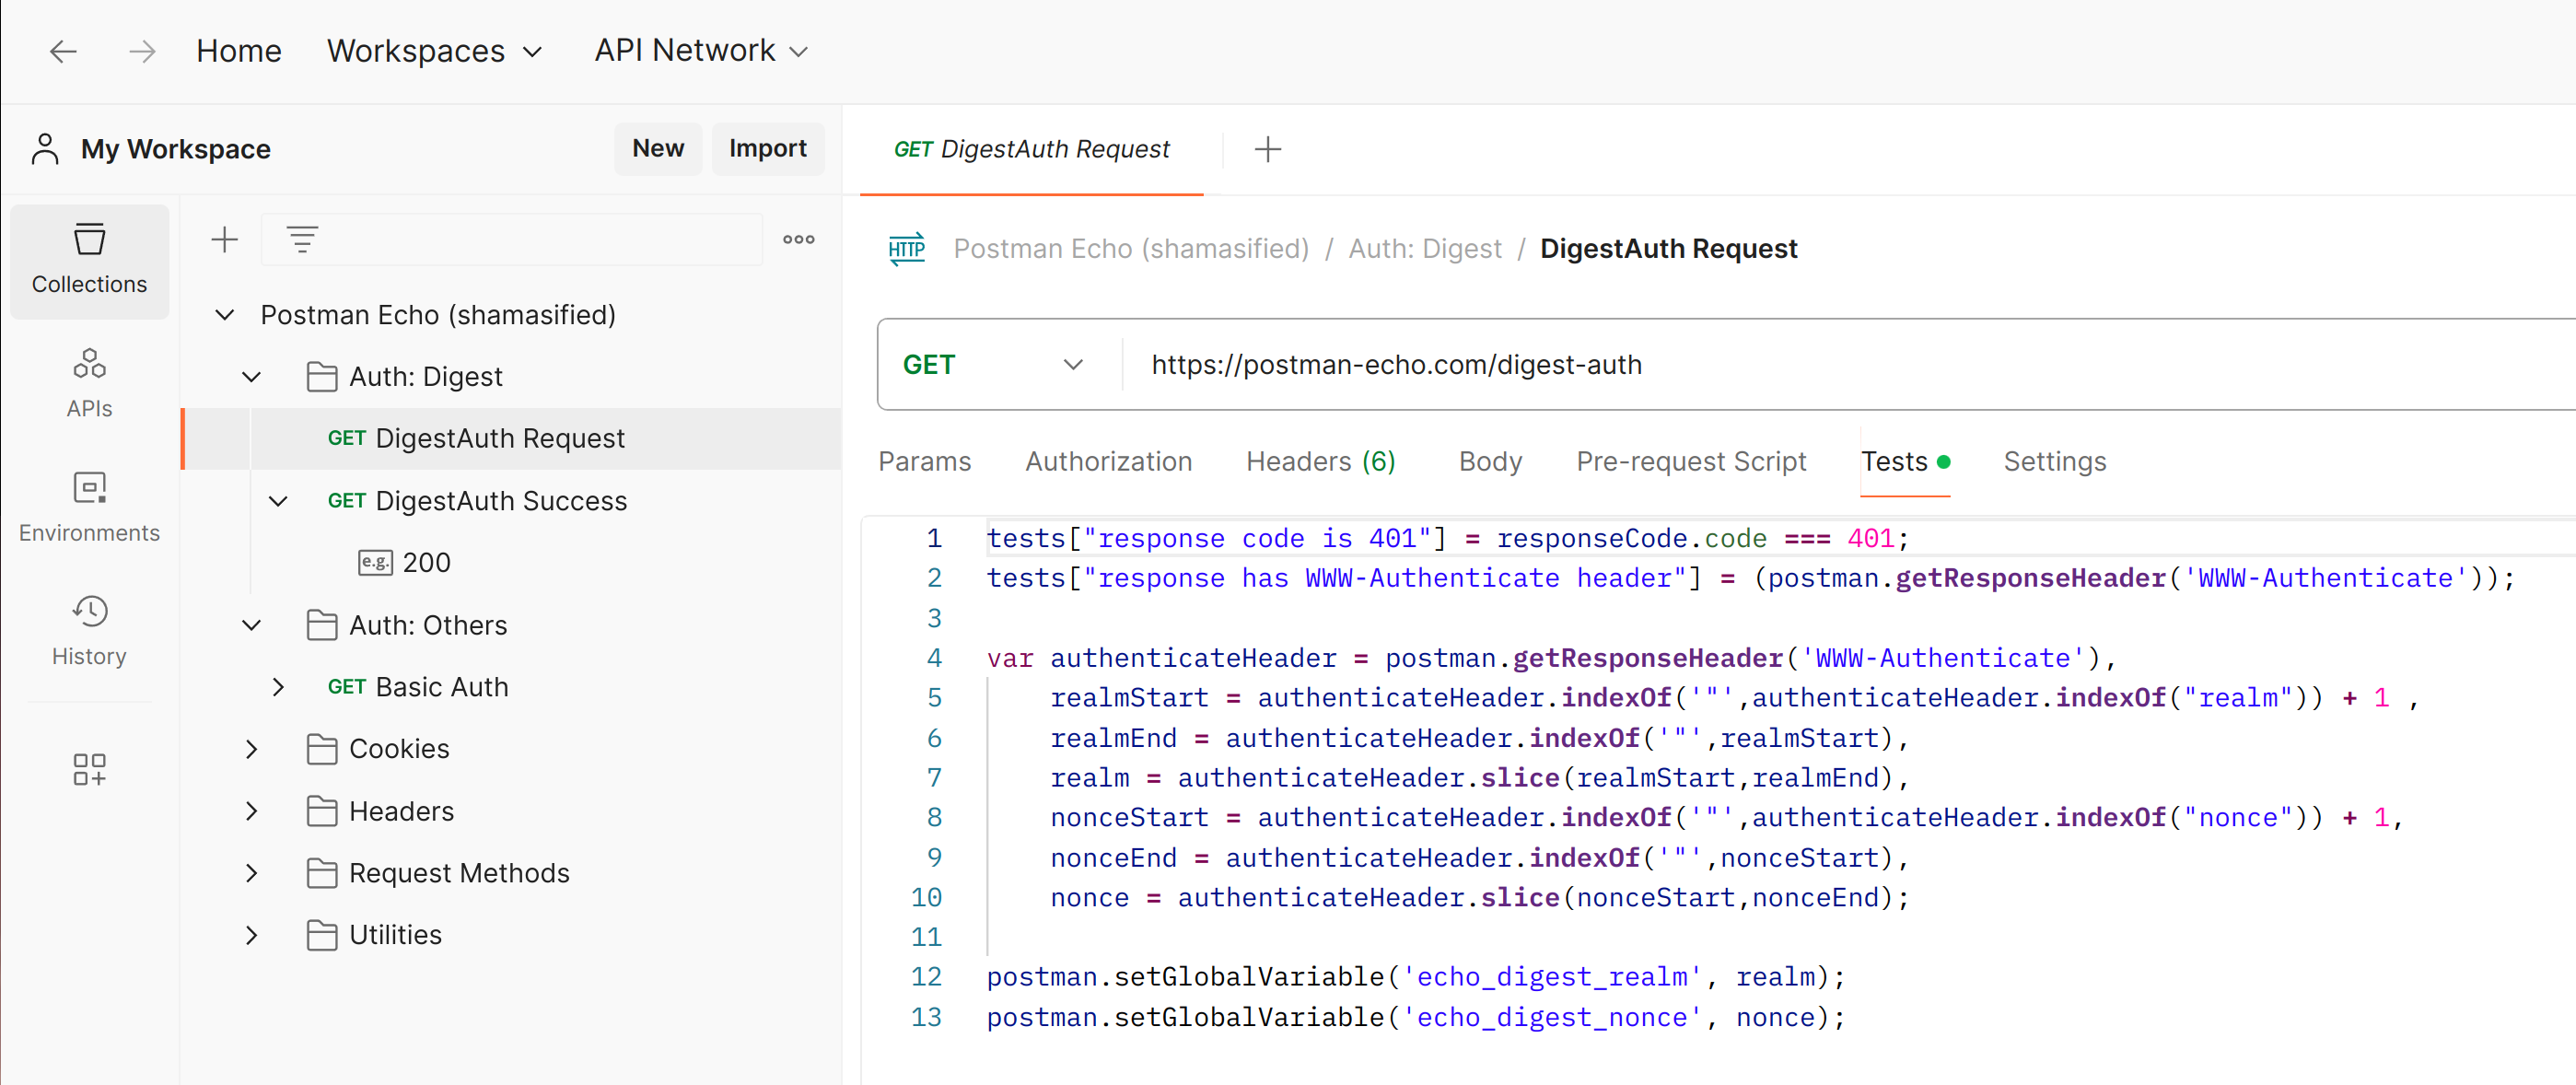 Home Workspaces API Network
My Workspace New Import
GET DigestAuth Request
Collections
APIs
Environments
History
Postman Echo (shamasified)
Auth: Digest
GET DigestAuth Request
GET DigestAuth Success
e.g. 200
Auth: Others
GET Basic Auth
Cookies
Headers
Request Methods
Utilities
HTTP Postman Echo (shamasified) / Auth: Digest / DigestAuth Request
GET https://postman-echo.com/digest-auth
Params Authorization Headers (6) Body Pre-request Script Tests Settings
1 tests["response code is 401"] = responseCode.code === 401;
2 tests["response has WWW-Authenticate header"] = (postman.getResponseHeader('WWW-Authenticate'));
3
4 var authenticateHeader = postman.getResponseHeader('WWW-Authenticate'),
5 realmStart = authenticateHeader.indexOf('"',authenticateHeader.indexOf("realm")) + 1 ,
6 realmEnd = authenticateHeader.indexOf('"',realmStart),
7 realm = authenticateHeader.slice(realmStart,realmEnd),
8 nonceStart = authenticateHeader.indexOf('"',authenticateHeader.indexOf("nonce")) + 1,
9 nonceEnd = authenticateHeader.indexOf('"',nonceStart),
10 nonce = authenticateHeader.slice(nonceStart,nonceEnd);
11
12 postman.setGlobalVariable('echo_digest_realm', realm);
13 postman.setGlobalVariable('echo_digest_nonce', nonce);